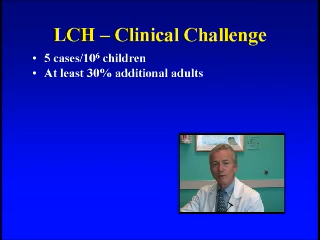 LCH – Clinical Challenge
• 5 cases/10⁶ children
• At least 30% additional adults